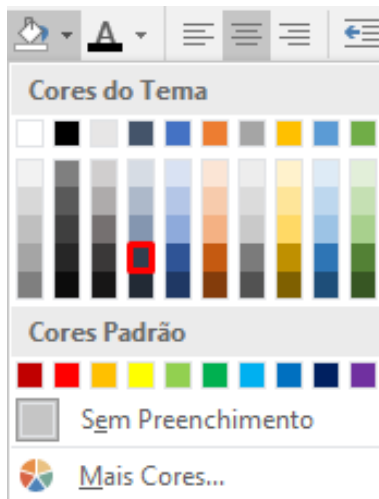 A
Cores do Tema
Cores Padrão
Sem Preenchimento
Mais Cores...